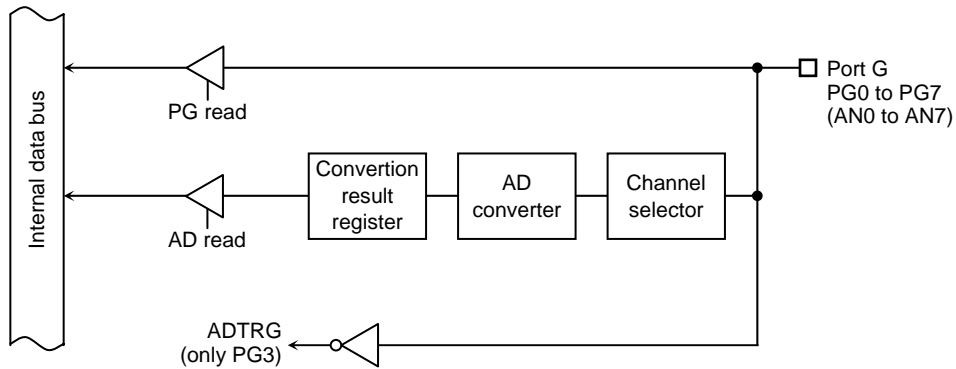 Internal data bus
PG read
Port G
PG0 to PG7
(AN0 to AN7)
AD read
Convertion
result
register
AD
converter
Channel
selector
ADTRG
(only PG3)